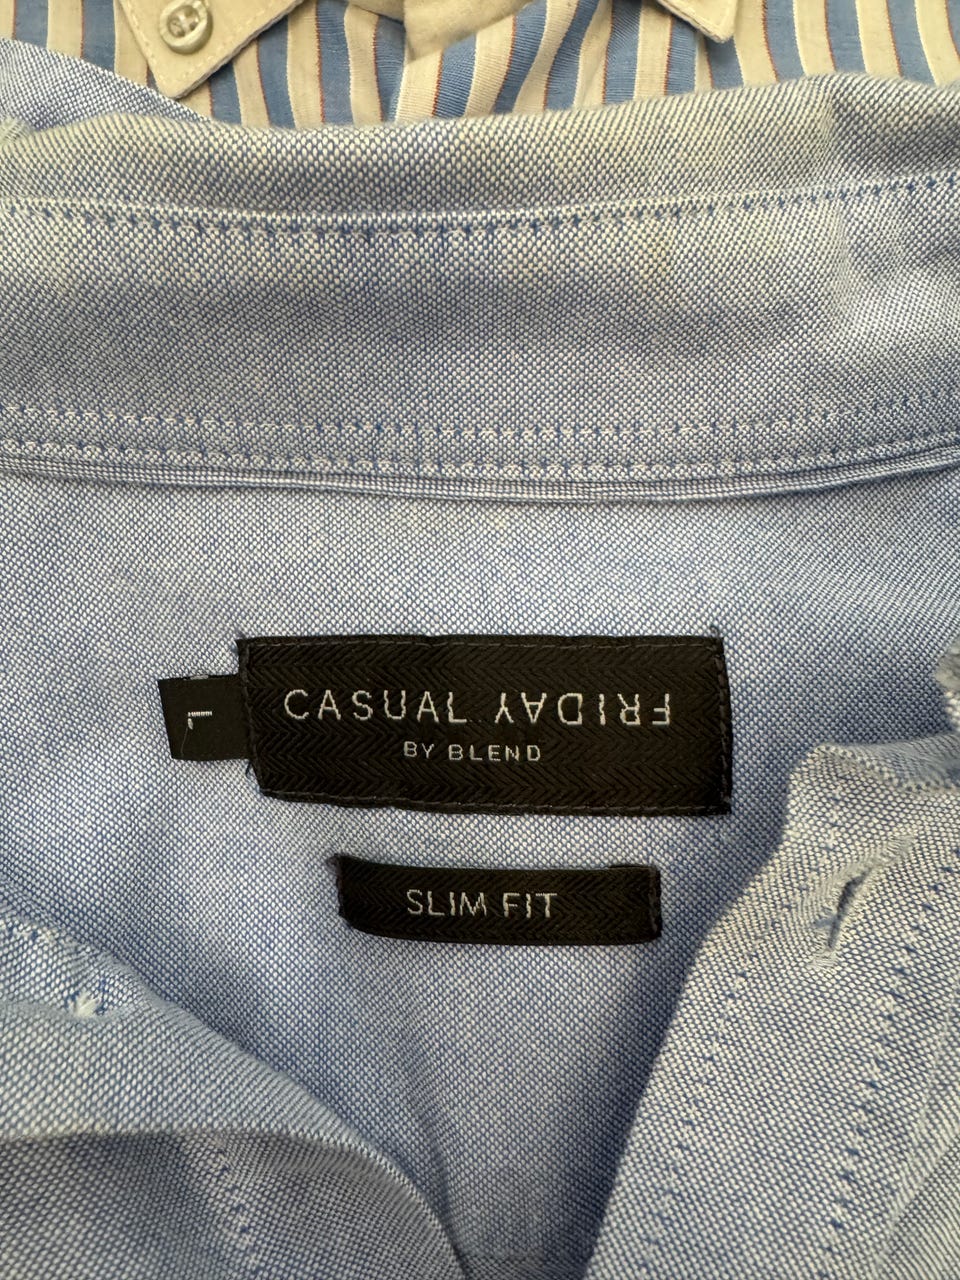 L
CASUAL FRIDAY
BY BLEND
SLIM FIT